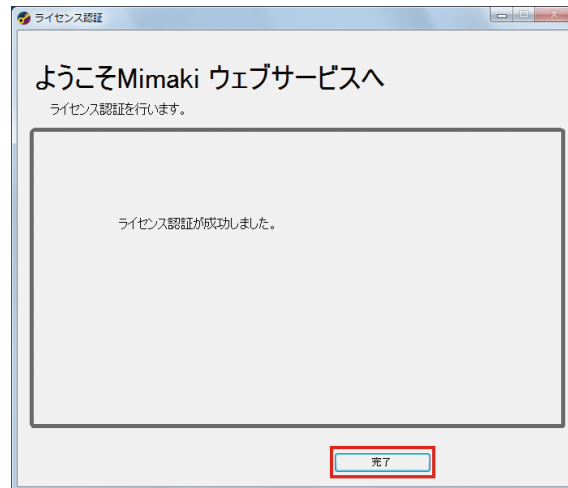 ライセンス認証
ようこそMimaki ウェブサービスへ
ライセンス認証を行います。
ライセンス認証が成功しました。
完了